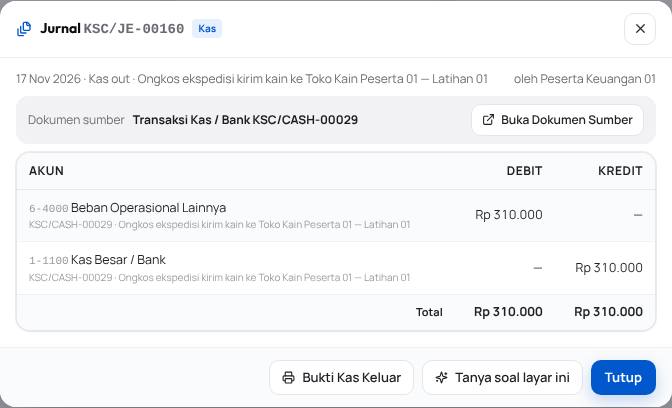 Jurnal KSC/JE-00160 Kas
17 Nov 2026 · Kas out · Ongkos ekspedisi kirim kain ke Toko Kain Peserta 01 — Latihan 01 oleh Peserta Keuangan 01
Dokumen sumber Transaksi Kas / Bank KSC/CASH-00029 Buka Dokumen Sumber
AKUN DEBIT KREDIT
6-4000 Beban Operasional Lainnya Rp 310.000 —
KSC/CASH-00029 · Ongkos ekspedisi kirim kain ke Toko Kain Peserta 01 — Latihan 01
1-1100 Kas Besar / Bank — Rp 310.000
KSC/CASH-00029 · Ongkos ekspedisi kirim kain ke Toko Kain Peserta 01 — Latihan 01
Total Rp 310.000 Rp 310.000
Bukti Kas Keluar Tanya soal layar ini Tutup